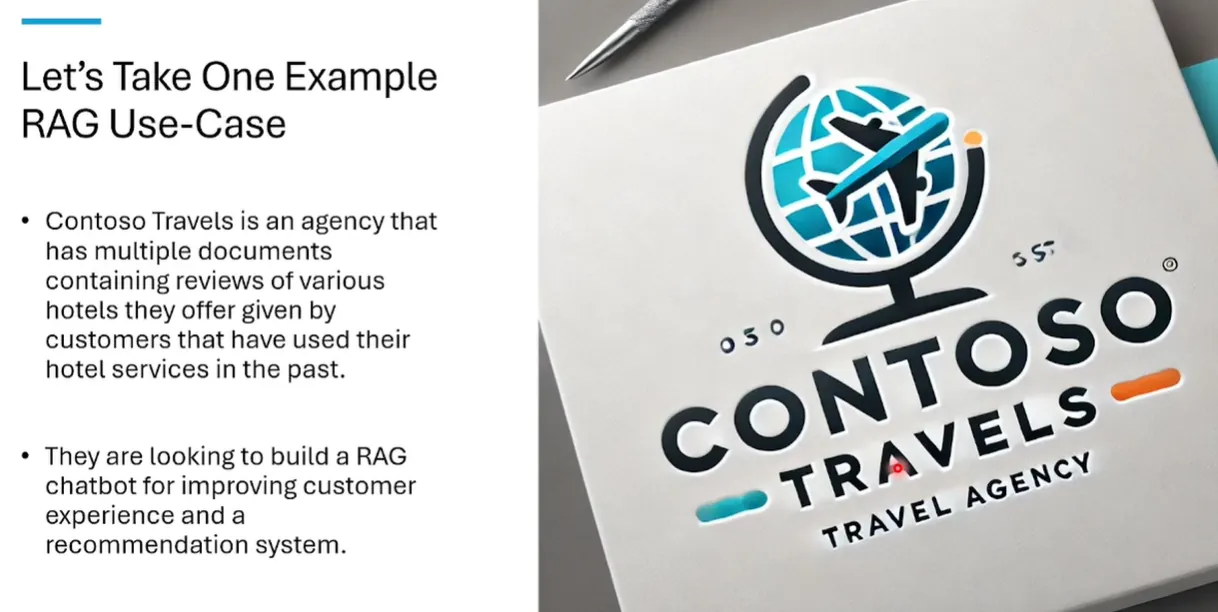 Let's Take One Example
RAG Use-Case
• Contoso Travels is an agency that
has multiple documents
containing reviews of various
hotels they offer given by
customers that have used their
hotel services in the past.
• They are looking to build a RAG
chatbot for improving customer
experience and a
recommendation system.
030
CONTOSO
TRAVELS
TRAVEL AGENCY